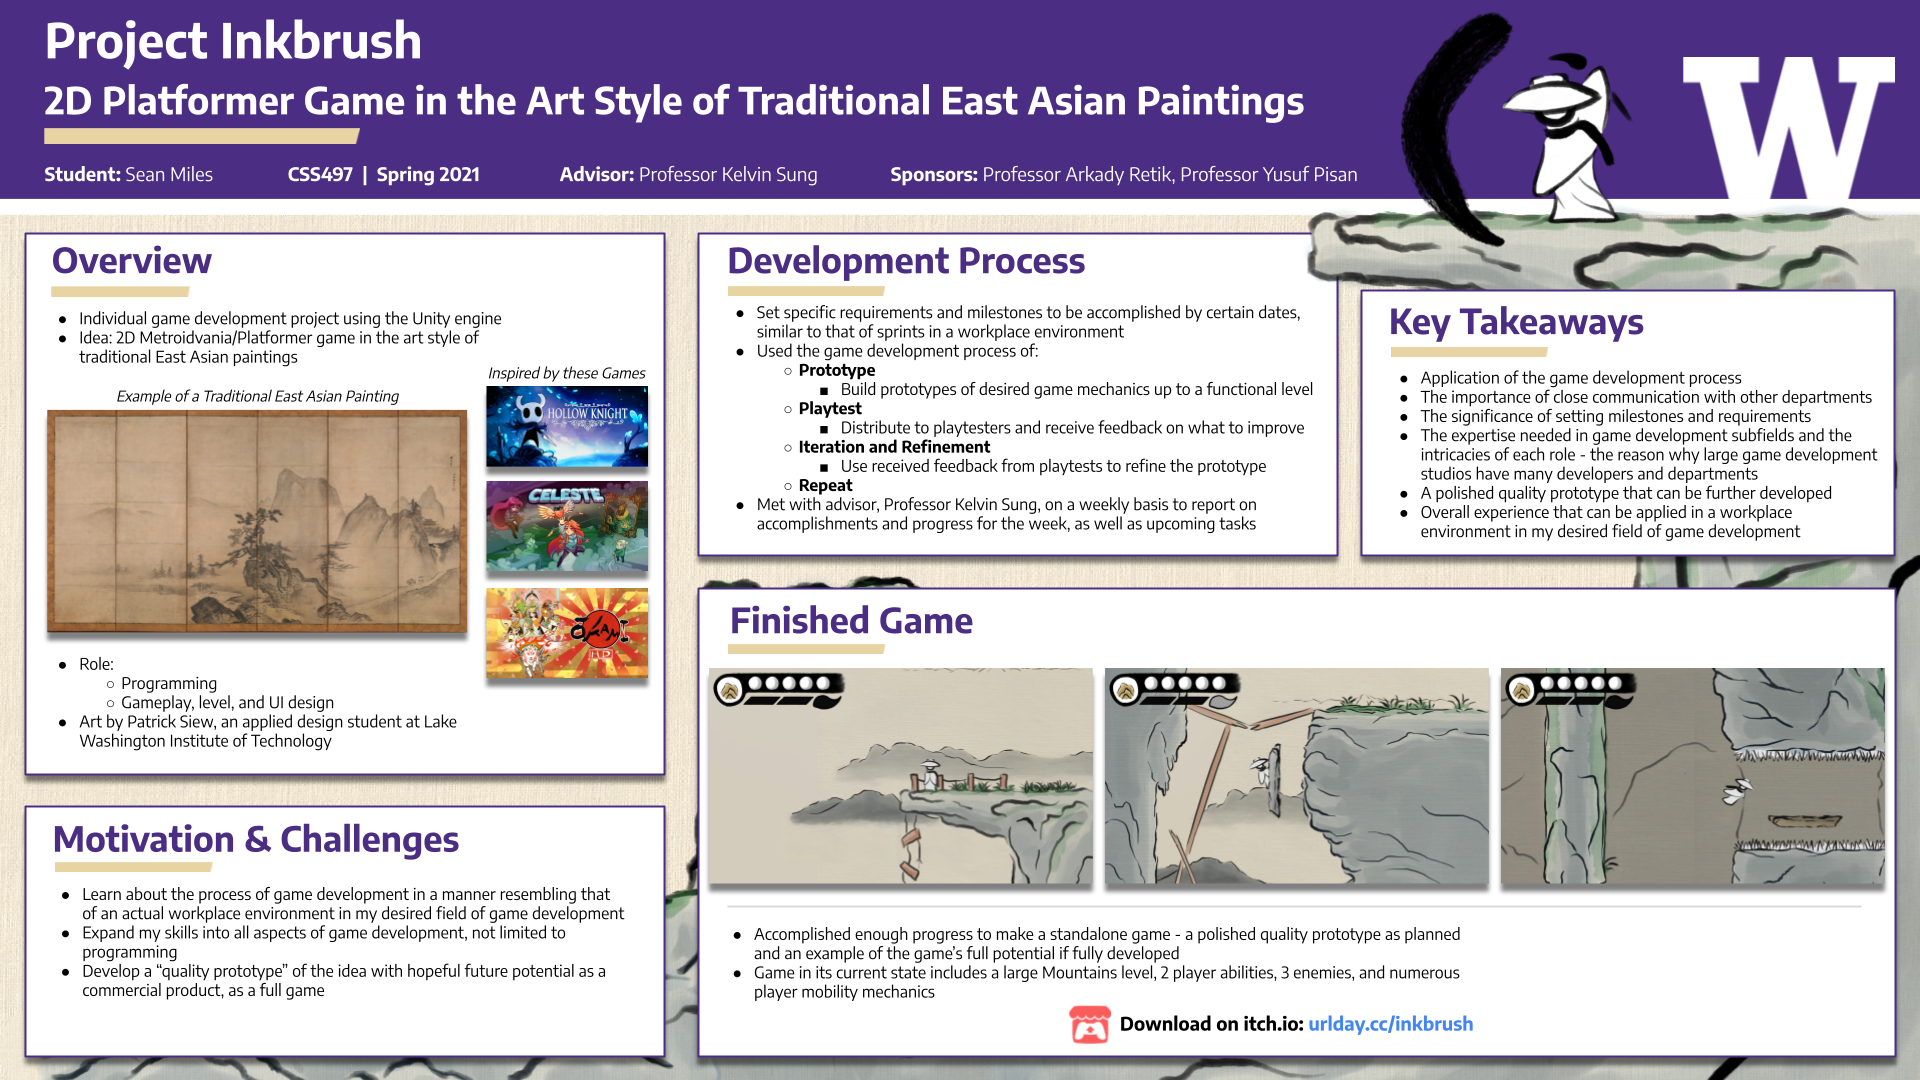 Project Inkbrush
2D Platformer Game in the Art Style of Traditional East Asian Paintings
Student: Sean Miles
CSS497 | Spring 2021
Advisor: Professor Kelvin Sung
Sponsors: Professor Arkady Retik, Professor Yusuf Pisan
W
Overview
● Individual game development project using the Unity engine
● Idea: 2D Metroidvania/Platformer game in the art style of
traditional East Asian paintings
Example of a Traditional East Asian Painting
Inspired by these Games
HOLLOW KNIGHT
CELESTE
ŌKAMI
HD
● Role:
○ Programming
○ Gameplay, level, and UI design
● Art by Patrick Siew, an applied design student at Lake
Washington Institute of Technology
Motivation & Challenges
● Learn about the process of game development in a manner resembling that
of an actual workplace environment in my desired field of game development
● Expand my skills into all aspects of game development, not limited to
programming
● Develop a “quality prototype” of the idea with hopeful future potential as a
commercial product, as a full game
Development Process
● Set specific requirements and milestones to be accomplished by certain dates,
similar to that of sprints in a workplace environment
● Used the game development process of:
○ Prototype
■ Build prototypes of desired game mechanics up to a functional level
○ Playtest
■ Distribute to playtesters and receive feedback on what to improve
○ Iteration and Refinement
■ Use received feedback from playtests to refine the prototype
○ Repeat
● Met with advisor, Professor Kelvin Sung, on a weekly basis to report on
accomplishments and progress for the week, as well as upcoming tasks
Key Takeaways
● Application of the game development process
● The importance of close communication with other departments
● The significance of setting milestones and requirements
● The expertise needed in game development subfields and the
intricacies of each role - the reason why large game development
studios have many developers and departments
● A polished quality prototype that can be further developed
● Overall experience that can be applied in a workplace
environment in my desired field of game development
Finished Game
● Accomplished enough progress to make a standalone game - a polished quality prototype as planned
and an example of the game’s full potential if fully developed
● Game in its current state includes a large Mountains level, 2 player abilities, 3 enemies, and numerous
player mobility mechanics
Download on itch.io: urlday.cc/inkbrush